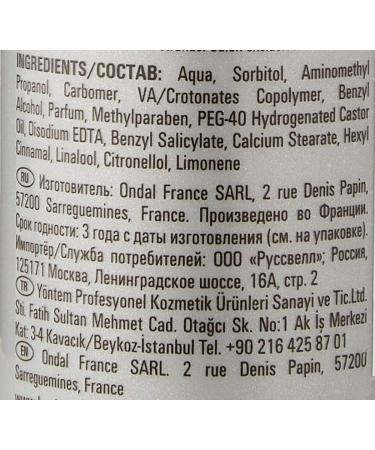 INGREDIENTS/СОСТАВ: Aqua, Sorbitol, Aminomethyl
Propanol, Carbomer, VA/Crotonates Copolymer, Benzyl
Alcohol, Parfum, Methylparaben, PEG-40 Hydrogenated Castor
Oil, Disodium EDTA, Benzyl Salicylate, Calcium Stearate, Hexyl
Cinnamal, Linalool, Citronellol, Limonene
RU Изготовитель: Ondal France SARL, 2 rue Denis Papin,
57200 Sarreguemines, France. Произведено во Франции.
Срок годности: 3 года с даты изготовления (см. на упаковке).
Импортёр/Служба потребителей: ООО «Руссвелл»; Россия,
125171 Москва, Ленинградское шоссе, 16А, стр. 2
TR Yöntem Profesyonel Kozmetik Ürünleri Sanayi ve Tic.Ltd.
Sti. Fatih Sultan Mehmet Cad. Otağcı Sk. No:1 Ak İş Merkezi
Kat: 3-4 Kavacık/Beykoz-İstanbul Tel: +90 216 425 87 01
EN Ondal France SARL. 2 rue Denis Papin, 57200
Sarreguemines, France